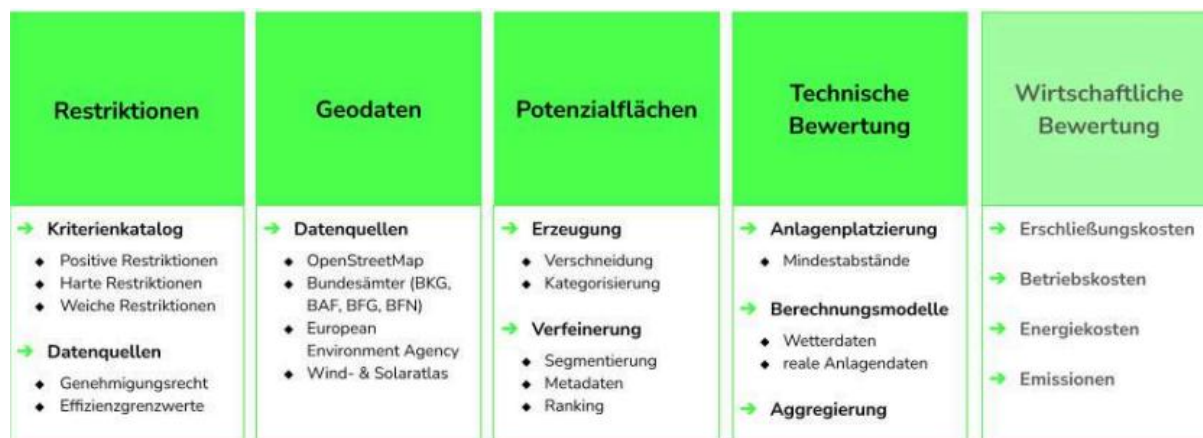 Restriktionen
➔ Kriterienkatalog
◆ Positive Restriktionen
◆ Harte Restriktionen
◆ Weiche Restriktionen
➔ Datenquellen
◆ Genehmigungsrecht
◆ Effizienzgrenzwerte
Geodaten
➔ Datenquellen
◆ OpenStreetMap
◆ Bundesämter (BKG,
BAF, BFG, BFN)
◆ European
Environment Agency
◆ Wind- & Solaratlas
Potenzialflächen
➔ Erzeugung
◆ Verschneidung
◆ Kategorisierung
➔ Verfeinerung
◆ Segmentierung
◆ Metadaten
◆ Ranking
Technische
Bewertung
➔ Anlagenplatzierung
◆ Mindestabstände
➔ Berechnungsmodelle
◆ Wetterdaten
◆ reale Anlagendaten
➔ Aggregierung
Wirtschaftliche
Bewertung
➔ Erschließungskosten
➔ Betriebskosten
➔ Energiekosten
➔ Emissionen